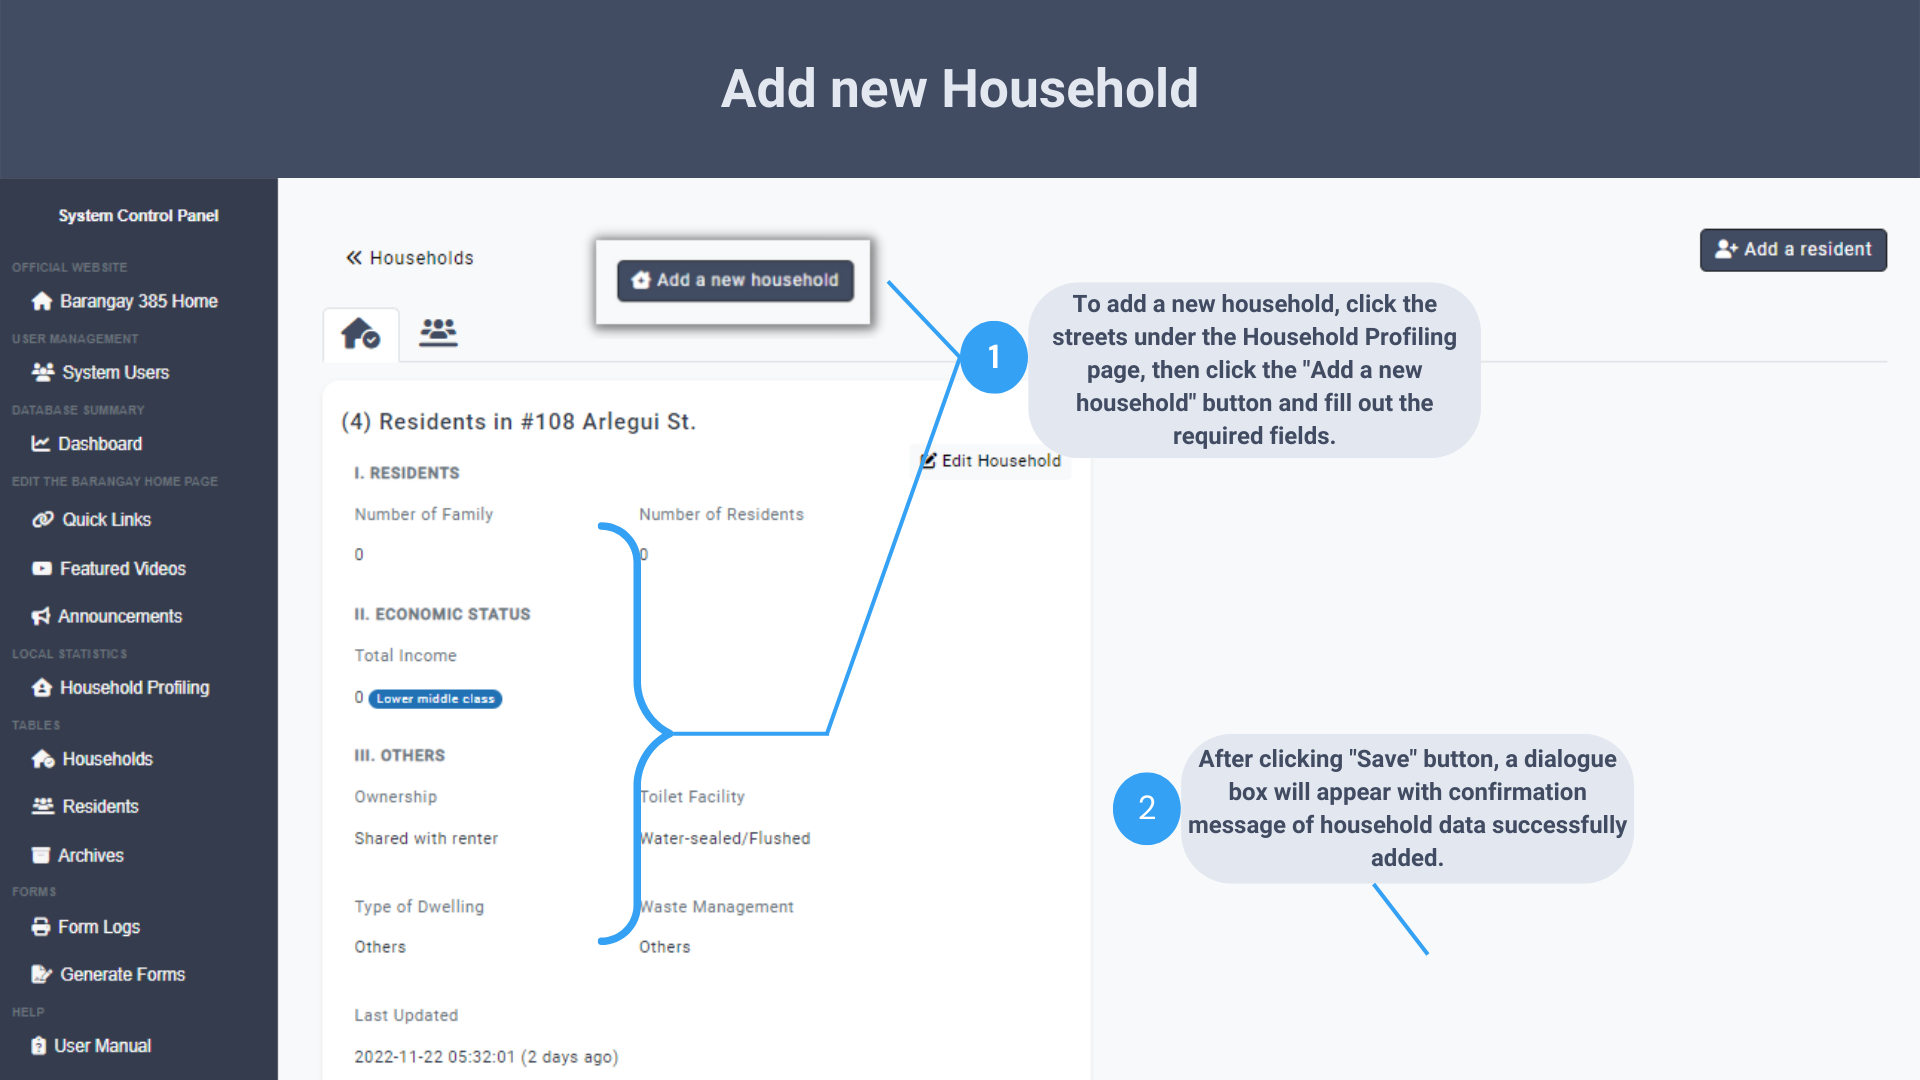 Add new Household
System Control Panel
OFFICIAL WEBSITE
Barangay 385 Home
USER MANAGEMENT
System Users
DATABASE SUMMARY
Dashboard
EDIT THE BARANGAY HOME PAGE
Quick Links
Featured Videos
Announcements
LOCAL STATISTICS
Household Profiling
TABLES
Households
Residents
Archives
FORMS
Form Logs
Generate Forms
HELP
User Manual
Households
Add a new household
Add a resident
1
To add a new household, click the
streets under the Household Profiling
page, then click the "Add a new
household" button and fill out the
required fields.
(4) Residents in #108 Arlegui St.
Edit Household
I. RESIDENTS
Number of Family Number of Residents
0 0
II. ECONOMIC STATUS
Total Income
0 Lower middle class
III. OTHERS
Ownership Toilet Facility
Shared with renter Water-sealed/Flushed
Type of Dwelling Waste Management
Others Others
Last Updated
2022-11-22 05:32:01 (2 days ago)
2
After clicking "Save" button, a dialogue
box will appear with confirmation
message of household data successfully
added.